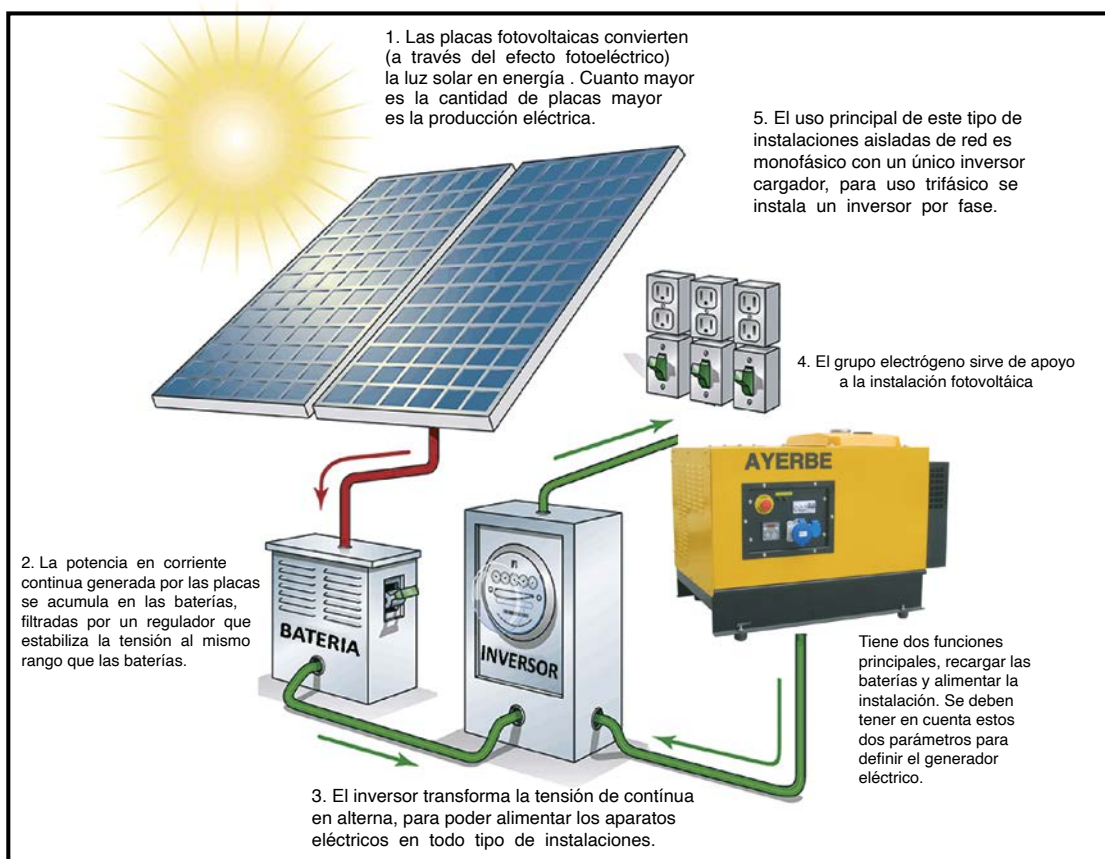 1. Las placas fotovoltaicas convierten
(a través del efecto fotoeléctrico)
la luz solar en energía . Cuanto mayor
es la cantidad de placas mayor
es la producción eléctrica.
5. El uso principal de este tipo de
instalaciones aisladas de red es
monofásico con un único inversor
cargador, para uso trifásico se
instala un inversor por fase.
4. El grupo electrógeno sirve de apoyo
a la instalación fotovoltáica
AYERBE
2. La potencia en corriente
continua generada por las placas
se acumula en las baterías,
filtradas por un regulador que
estabiliza la tensión al mismo
rango que las baterías.
BATERIA
INVERSOR
Tiene dos funciones
principales, recargar las
baterías y alimentar la
instalación. Se deben
tener en cuenta estos
dos parámetros para
definir el generador
eléctrico.
3. El inversor transforma la tensión de contínua
en alterna, para poder alimentar los aparatos
eléctricos en todo tipo de instalaciones.